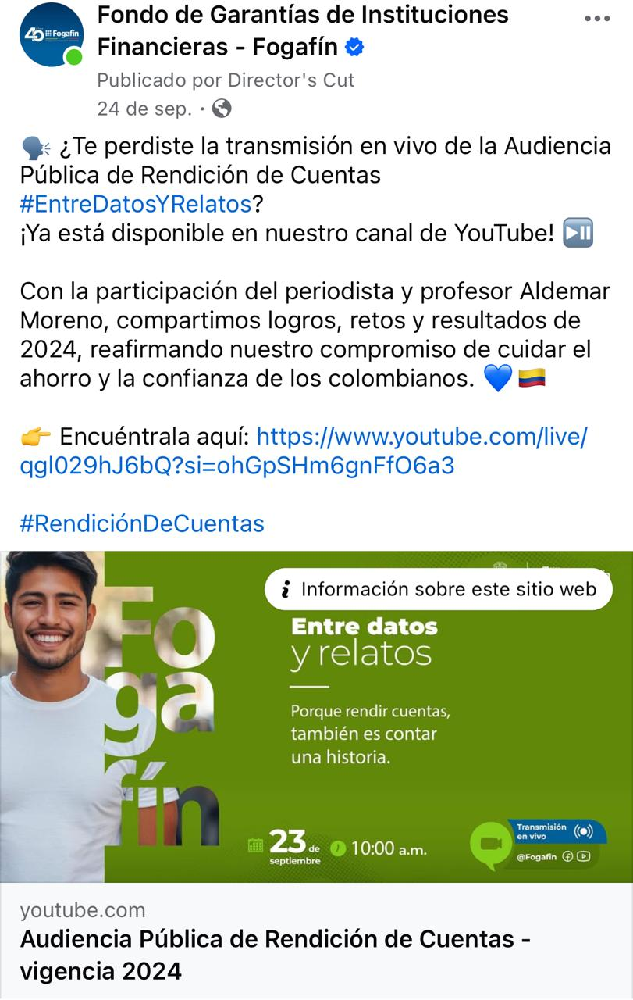 40 Fogafín
Fondo de Garantías de Instituciones
Financieras - Fogafín
Publicado por Director's Cut
24 de sep. ·
🗣️ ¿Te perdiste la transmisión en vivo de la Audiencia
Pública de Rendición de Cuentas
#EntreDatosYRelatos?
¡Ya está disponible en nuestro canal de YouTube! ⏯️
Con la participación del periodista y profesor Aldemar
Moreno, compartimos logros, retos y resultados de
2024, reafirmando nuestro compromiso de cuidar el
ahorro y la confianza de los colombianos. 💙🇨🇴
👉 Encuéntrala aquí: https://www.youtube.com/live/
qgl029hJ6bQ?si=ohGpSHm6gnFfO6a3
#RendiciónDeCuentas
Información sobre este sitio web
Fo
ga
fín
Entre datos
y relatos
Porque rendir cuentas,
también es contar
una historia.
23 de
septiembre
10:00 a.m.
Transmisión
en vivo
@Fogafin
youtube.com
Audiencia Pública de Rendición de Cuentas -
vigencia 2024